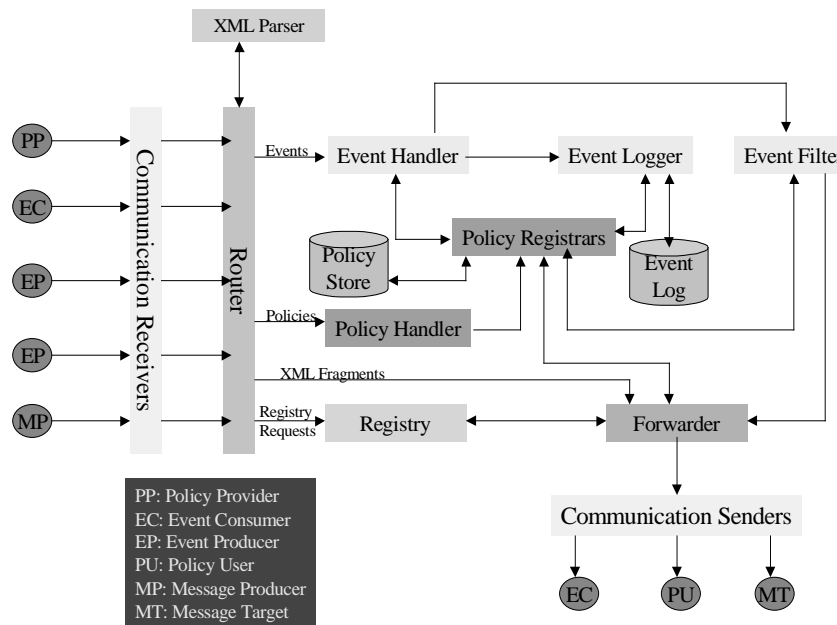 XML Parser
PP
EC
EP
EP
MP
Communication Receivers
Router
Events
Event Handler
Event Logger
Event Filter
Policy Registrars
Policy
Store
Event
Log
Policies
Policy Handler
XML Fragments
Registry
Requests
Registry
Forwarder
PP: Policy Provider
EC: Event Consumer
EP: Event Producer
PU: Policy User
MP: Message Producer
MT: Message Target
Communication Senders
EC
PU
MT